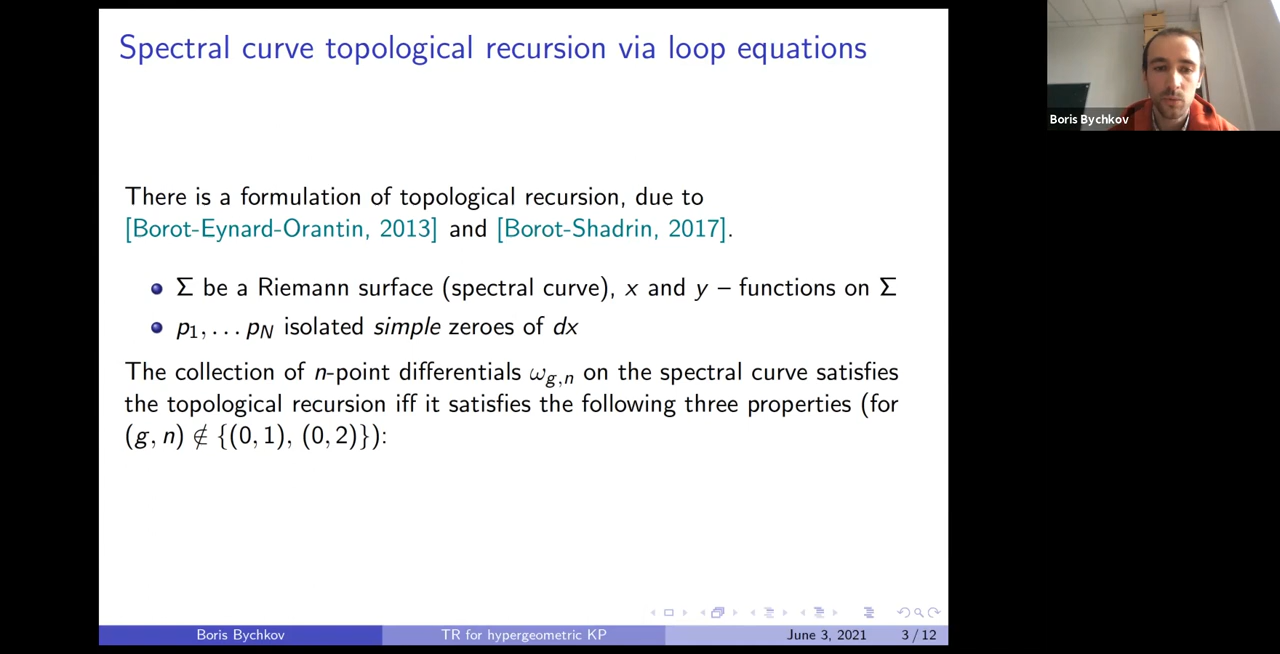 Spectral curve topological recursion via loop equations
There is a formulation of topological recursion, due to
[Borot-Eynard-Orantin, 2013] and [Borot-Shadrin, 2017].
Σ be a Riemann surface (spectral curve), x and y – functions on Σ
p₁, … p_N isolated simple zeroes of dx
The collection of n-point differentials ω_{g,n} on the spectral curve satisfies
the topological recursion iff it satisfies the following three properties (for
(g, n) ∉ {(0, 1), (0, 2)}):
Boris Bychkov
TR for hypergeometric KP
June 3, 2021
3 / 12
Boris Bychkov